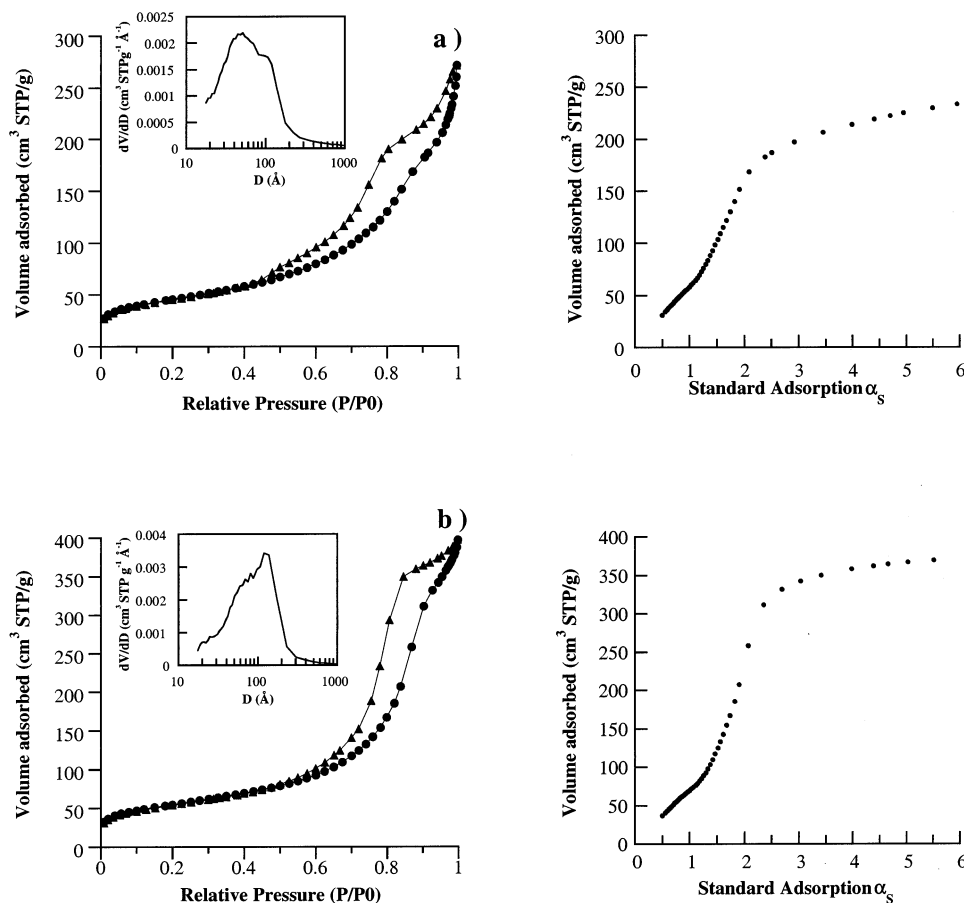 a )
0.0025
0.002
0.0015
0.001
0.0005
0
10 100 1000
D (Å)
dV/dD (cm³ STPg⁻¹ Å⁻¹)
300
250
200
150
100
50
0
0 0.2 0.4 0.6 0.8 1
Relative Pressure (P/P0)
Volume adsorbed (cm³ STP/g)
300
250
200
150
100
50
0
0 1 2 3 4 5 6
Standard Adsorption αS
Volume adsorbed (cm³ STP/g)
b )
0.004
0.003
0.002
0.001
0
10 100 1000
D (Å)
dV/dD (cm³ STP g⁻¹ Å⁻¹)
400
350
300
250
200
150
100
50
0
0 0.2 0.4 0.6 0.8 1
Relative Pressure (P/P0)
Volume adsorbed (cm³ STP/g)
400
350
300
250
200
150
100
50
0
0 1 2 3 4 5 6
Standard Adsorption αS
Volume adsorbed (cm³ STP/g)